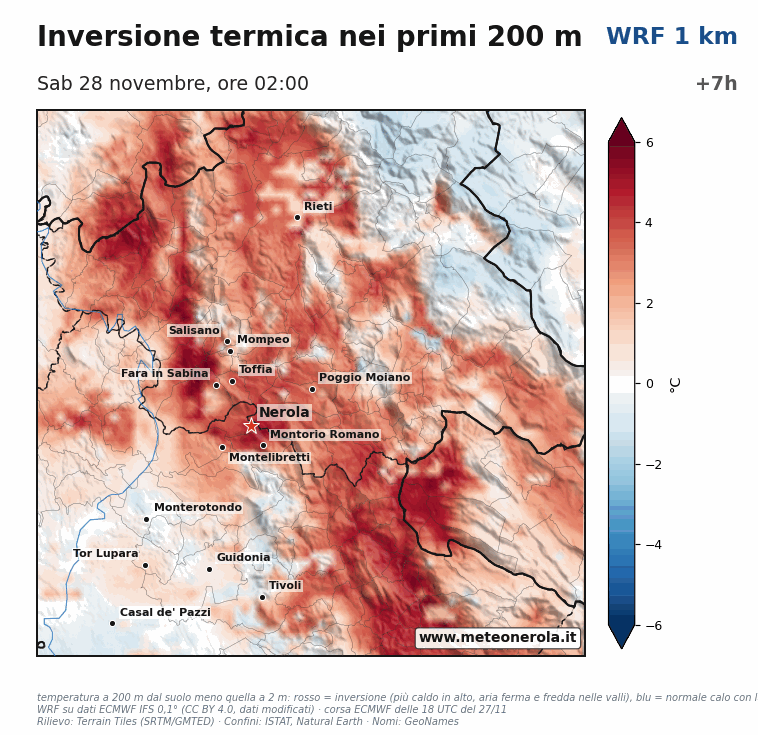 Inversione termica nei primi 200 m WRF 1 km
Sab 28 novembre, ore 02:00 +7h
Rieti
Salisano
Mompeo
Fara in Sabina
Toffia
Poggio Moiano
Nerola
Montorio Romano
Montelibretti
Monterotondo
Tor Lupara
Guidonia
Tivoli
Casal de' Pazzi
www.meteonerola.it
6
4
2
0
−2
−4
−6
°C
temperatura a 200 m dal suolo meno quella a 2 m: rosso = inversione (più caldo in alto, aria ferma e fredda nelle valli), blu = normale calo con l
WRF su dati ECMWF IFS 0,1° (CC BY 4.0, dati modificati) · corsa ECMWF delle 18 UTC del 27/11
Rilievo: Terrain Tiles (SRTM/GMTED) · Confini: ISTAT, Natural Earth · Nomi: GeoNames